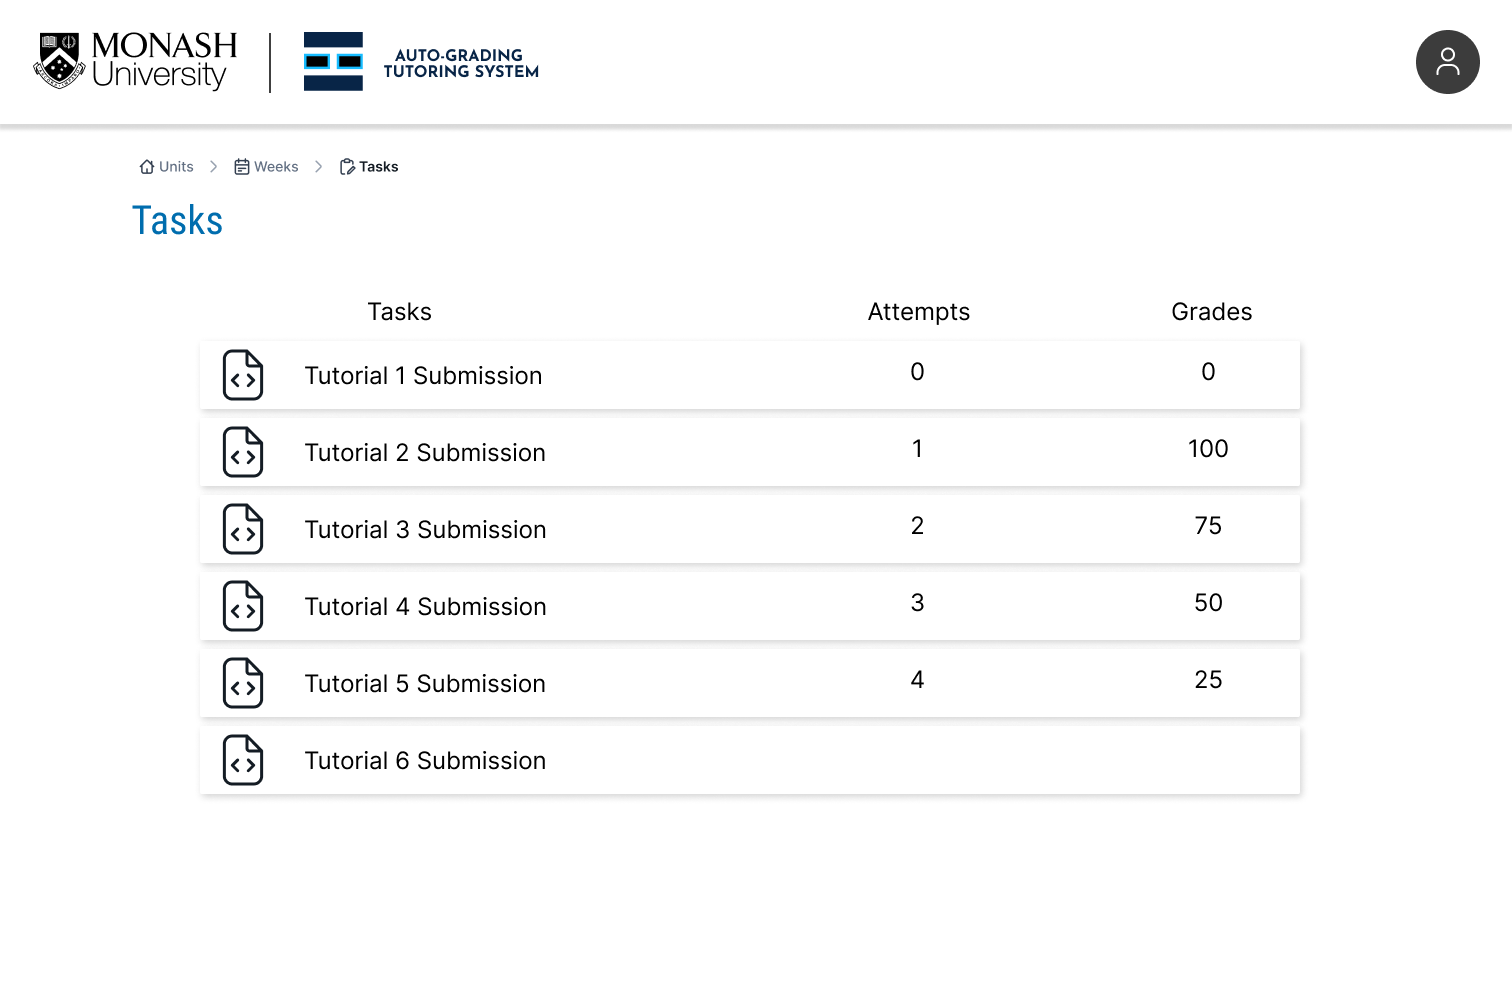 MONASH
University
AUTO-GRADING
TUTORING SYSTEM
Units Weeks Tasks
Tasks
Tasks Attempts Grades
Tutorial 1 Submission 0 0
Tutorial 2 Submission 1 100
Tutorial 3 Submission 2 75
Tutorial 4 Submission 3 50
Tutorial 5 Submission 4 25
Tutorial 6 Submission